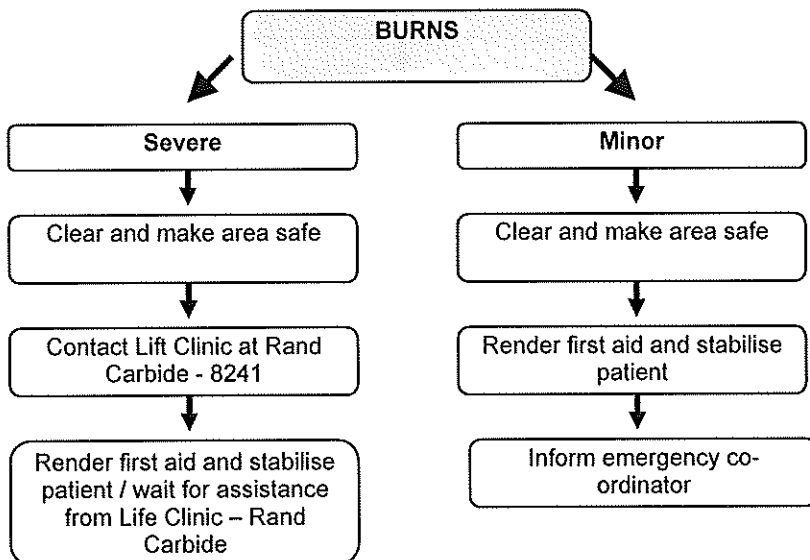 BURNS
Severe
Clear and make area safe
Contact Lift Clinic at Rand
Carbide - 8241
Render first aid and stabilise
patient / wait for assistance
from Life Clinic – Rand
Carbide
Minor
Clear and make area safe
Render first aid and stabilise
patient
Inform emergency co-
ordinator